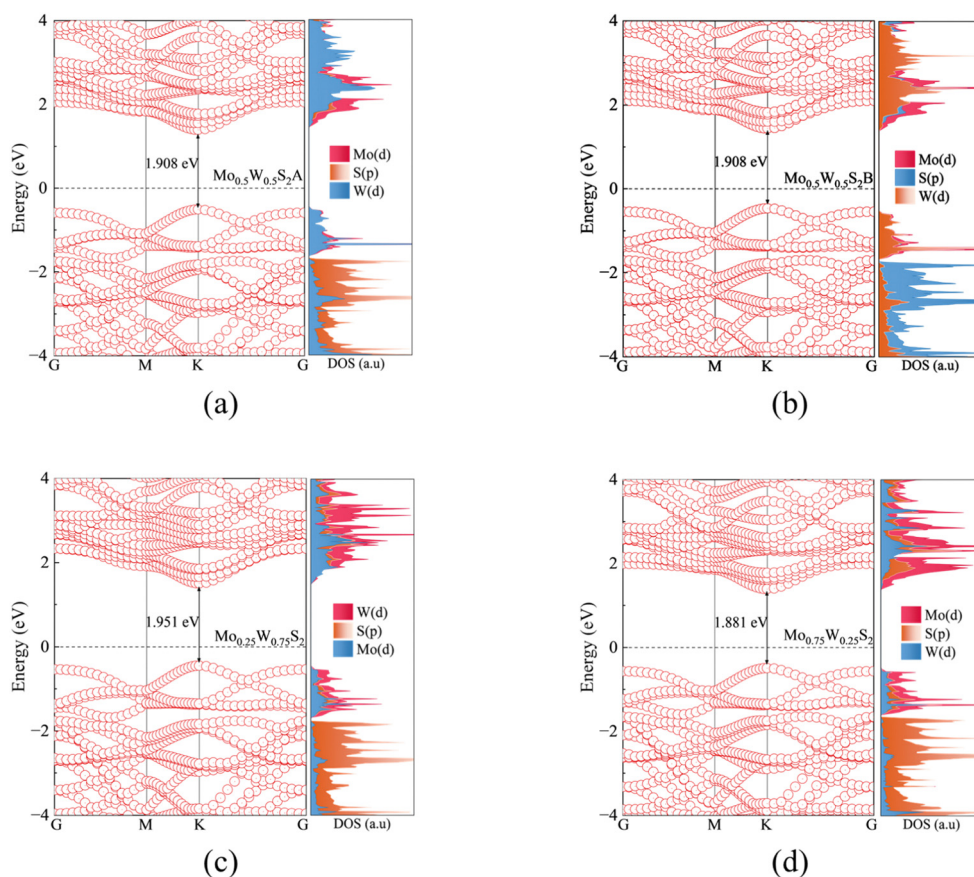 4
2
0
−2
−4
Energy (eV)
1.908 eV
Mo0.5W0.5S2A
Mo(d)
S(p)
W(d)
G M K G
DOS (a.u)
(a)
4
2
0
−2
−4
Energy (eV)
1.908 eV
Mo0.5W0.5S2B
Mo(d)
S(p)
W(d)
G M K G
DOS (a.u)
(b)
4
2
0
−2
−4
Energy (eV)
1.951 eV
Mo0.25W0.75S2
W(d)
S(p)
Mo(d)
G M K G
DOS (a.u)
(c)
4
2
0
−2
−4
Energy (eV)
1.881 eV
Mo0.75W0.25S2
Mo(d)
S(p)
W(d)
G M K G
DOS (a.u)
(d)